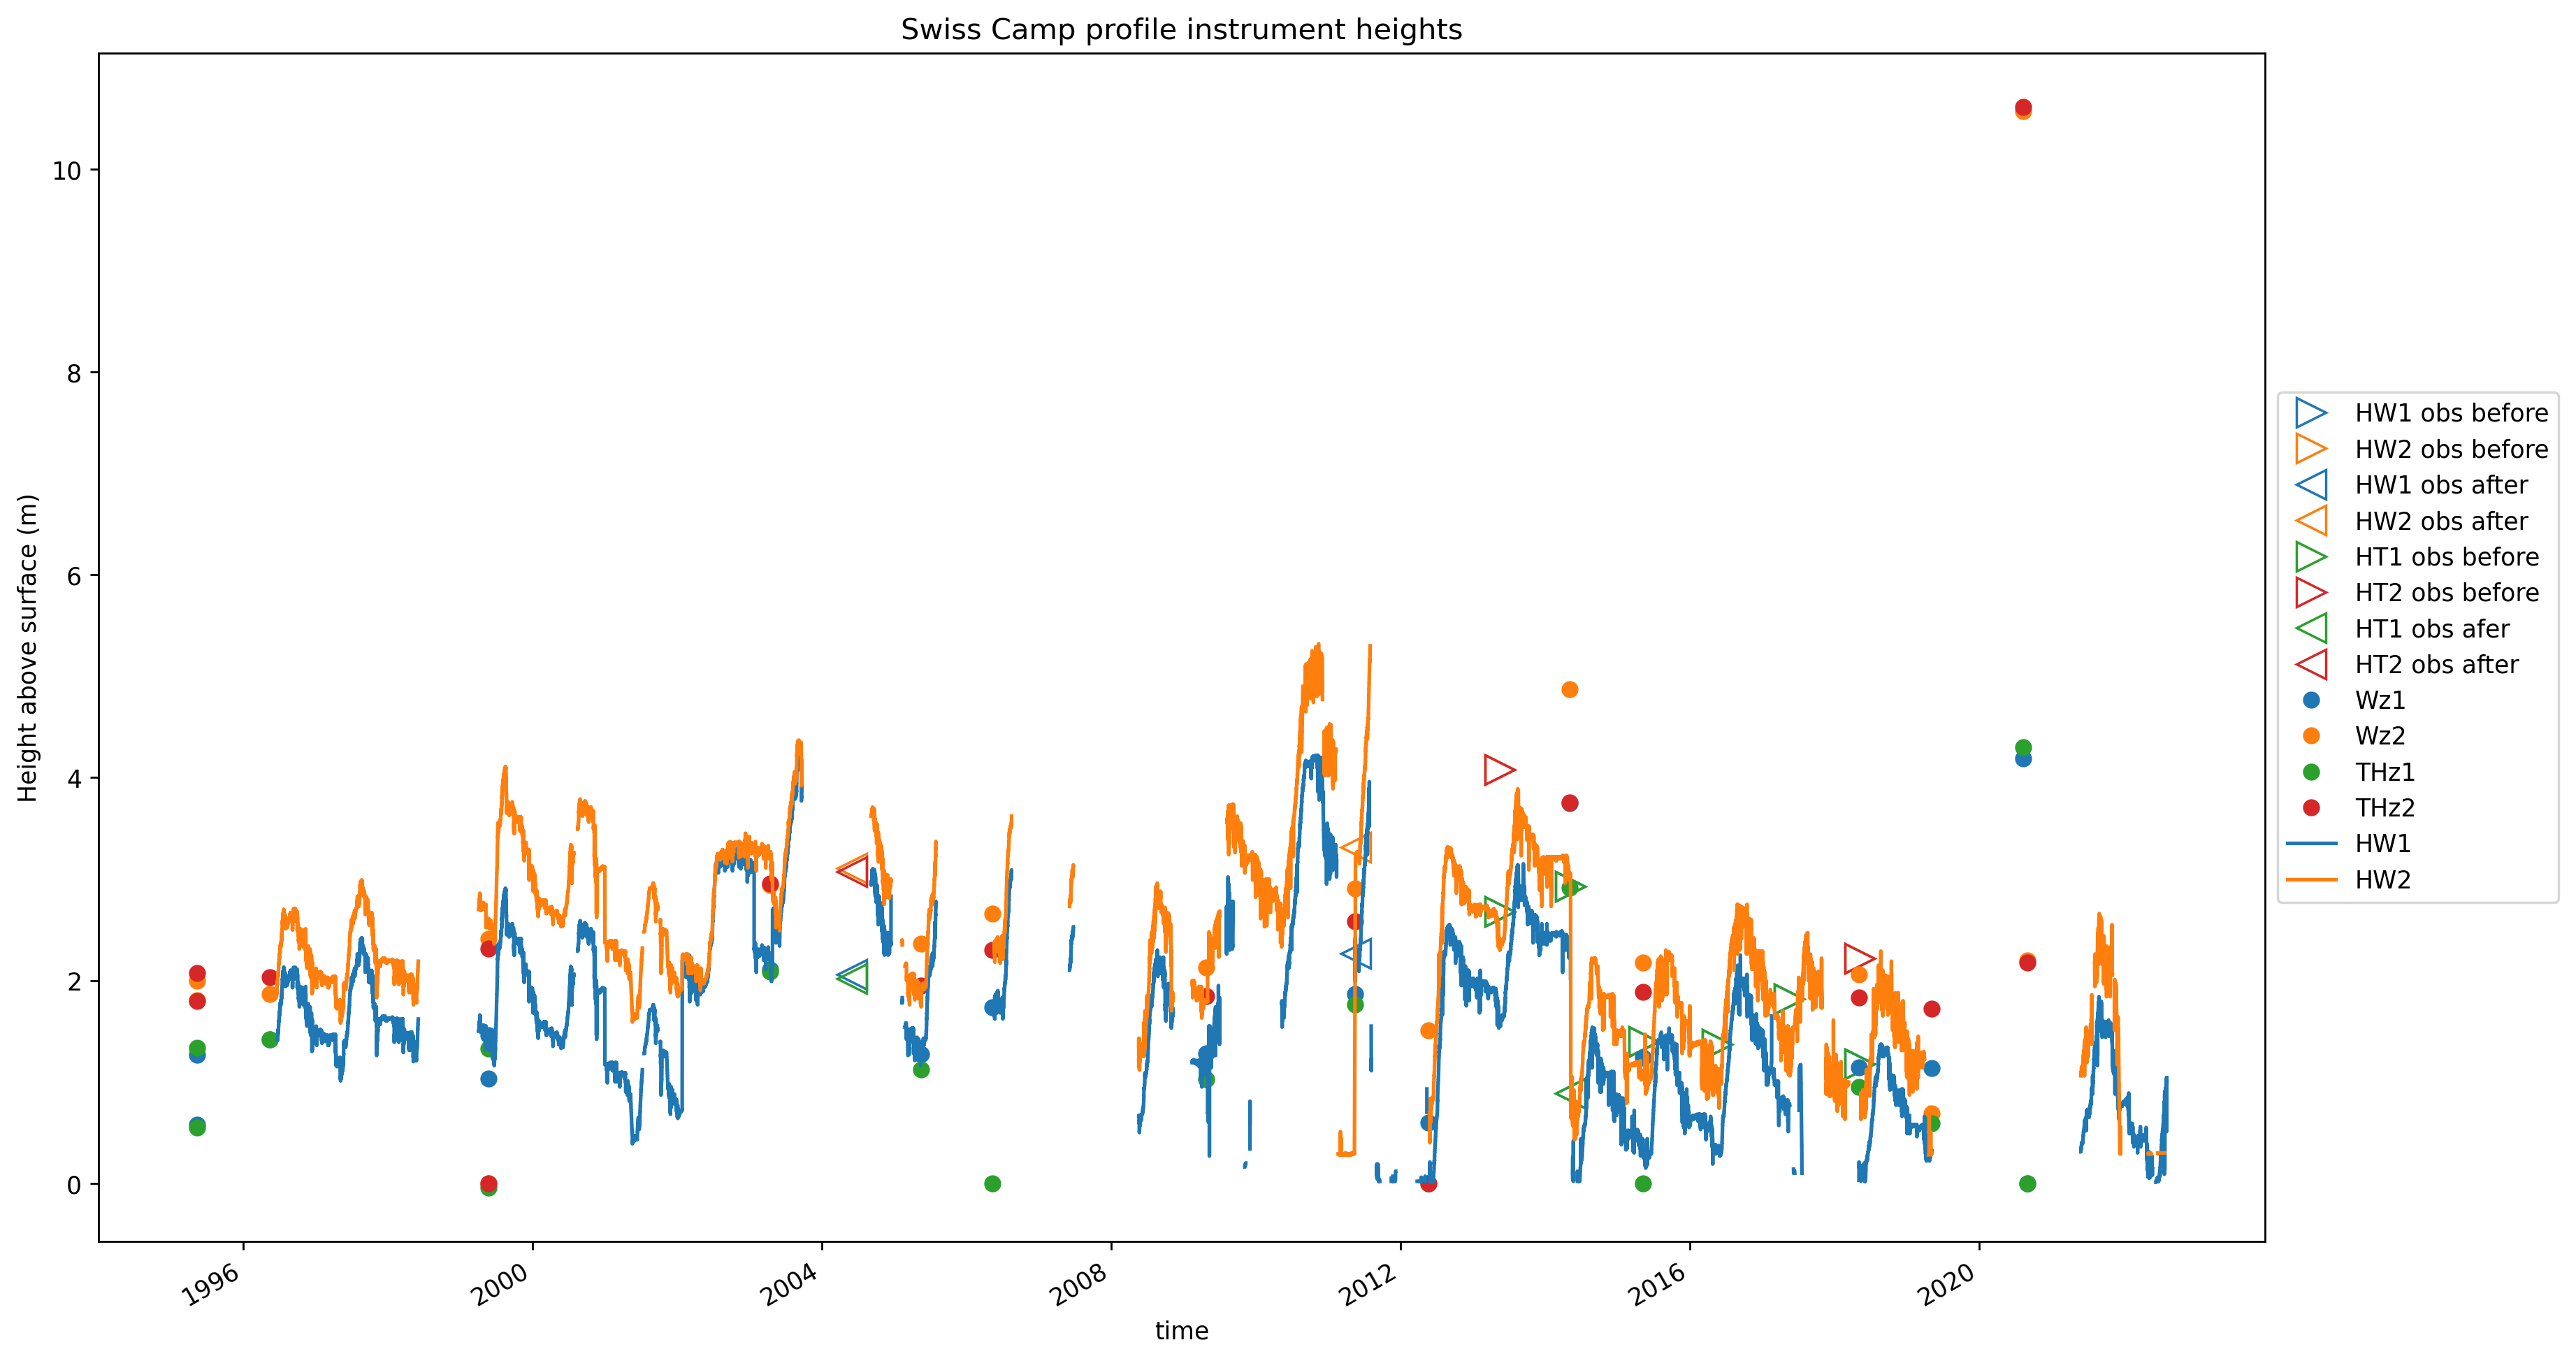 Swiss Camp profile instrument heights
Height above surface (m)
10
8
6
4
2
0
1996
2000
2004
2008
2012
2016
2020
time
HW1 obs before
HW2 obs before
HW1 obs after
HW2 obs after
HT1 obs before
HT2 obs before
HT1 obs afer
HT2 obs after
Wz1
Wz2
THz1
THz2
HW1
HW2